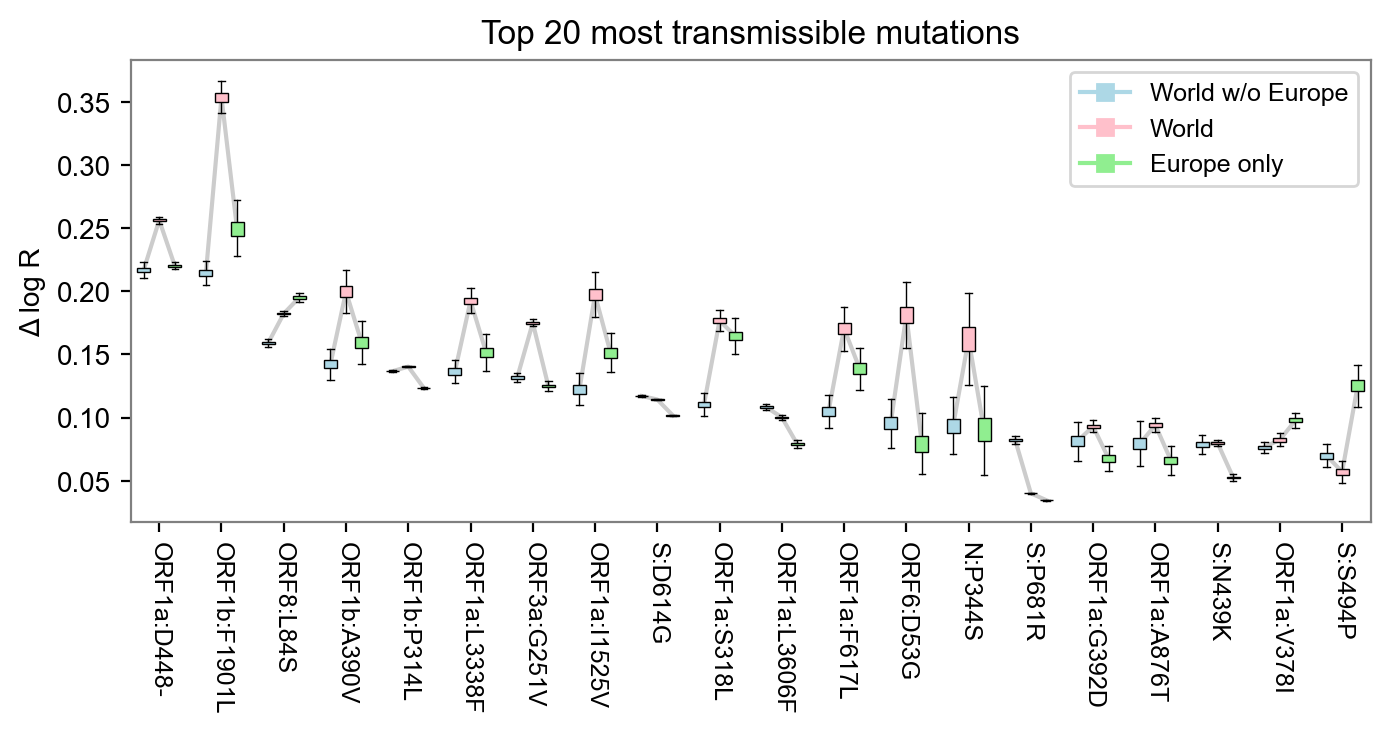 Top 20 most transmissible mutations
World w/o Europe
World
Europe only
Δ log R
0.35
0.30
0.25
0.20
0.15
0.10
0.05
ORF1a:D448-
ORF1b:F1901L
ORF8:L84S
ORF1b:A390V
ORF1b:P314L
ORF1a:L3338F
ORF3a:G251V
ORF1a:I1525V
S:D614G
ORF1a:S318L
ORF1a:L3606F
ORF1a:F617L
ORF6:D53G
N:P344S
S:P681R
ORF1a:G392D
ORF1a:A876T
S:N439K
ORF1a:V378I
S:S494P